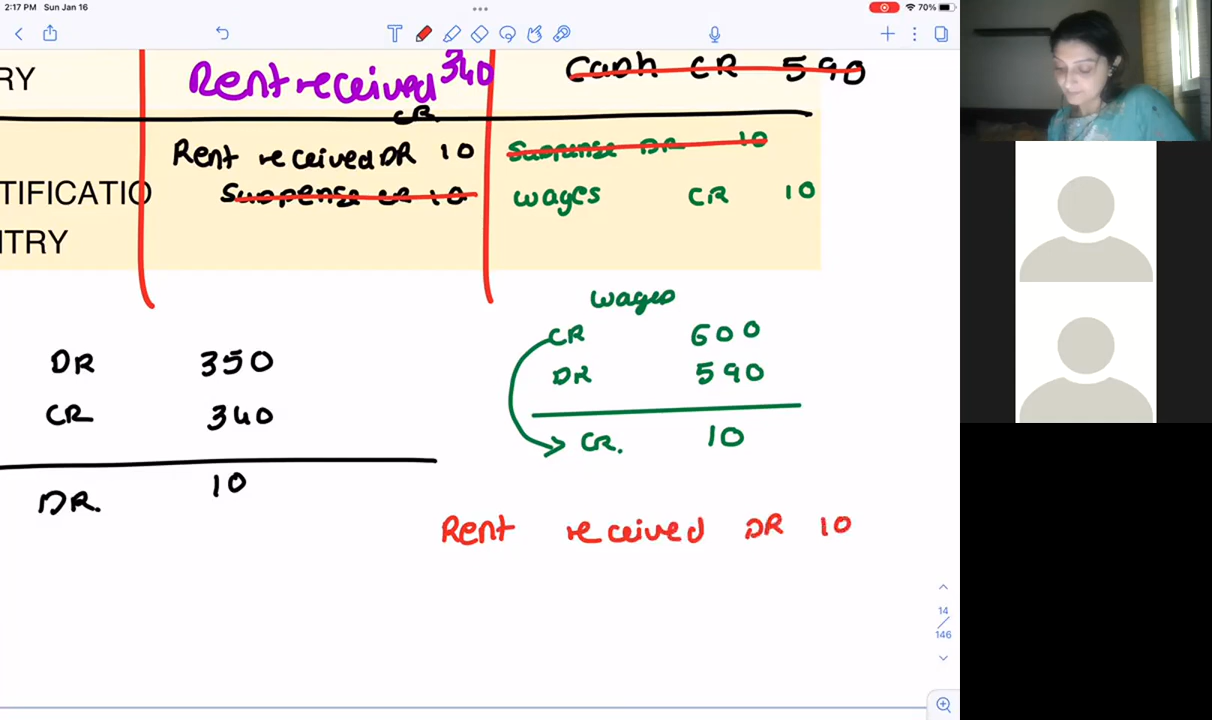 2:17 PM Sun Jan 16
70%
RY
Rent received 340
Cash CR 590
CR
Rent received DR 10
Suspense DR 10
TIFICATIO
Suspense CR 10
wages CR 10
NTRY
wages
CR 600
DR 350
DR 590
CR 340
CR. 10
DR. 10
Rent received DR 10
14
146